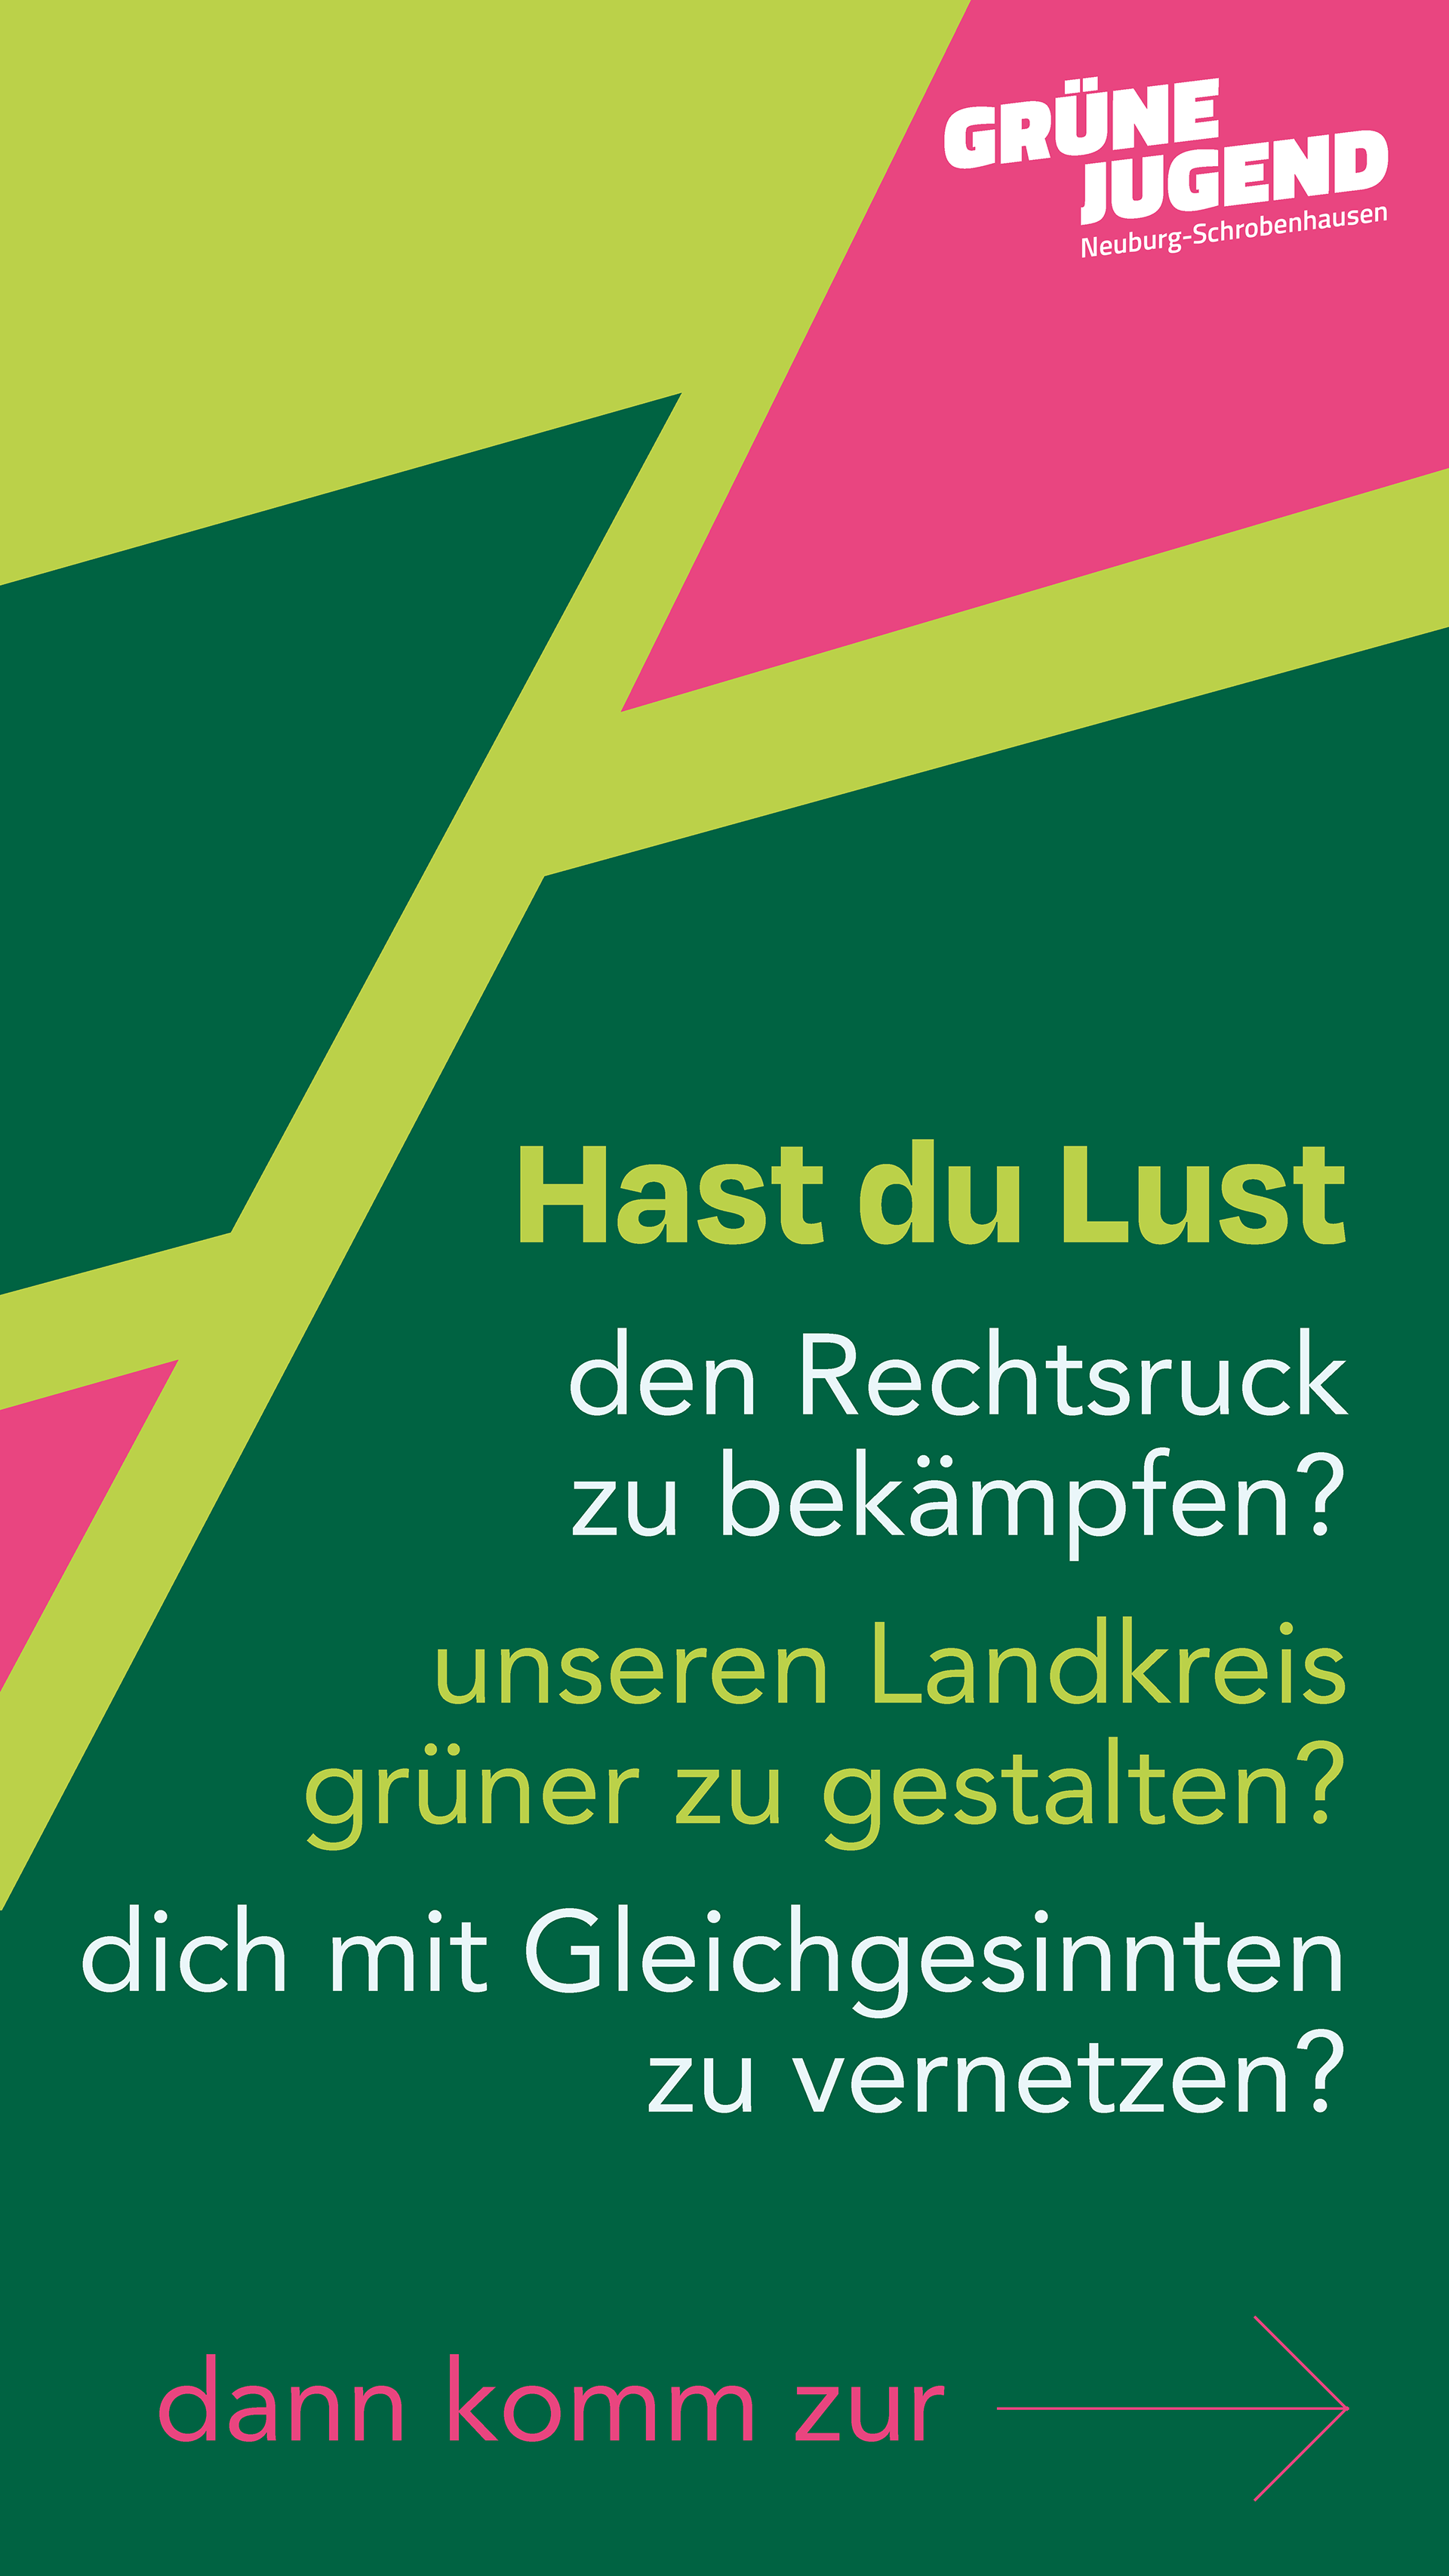 GRÜNE
JUGEND
Neuburg-Schrobenhausen
Hast du Lust
den Rechtsruck
zu bekämpfen?
unseren Landkreis
grüner zu gestalten?
dich mit Gleichgesinnten
zu vernetzen?
dann komm zur